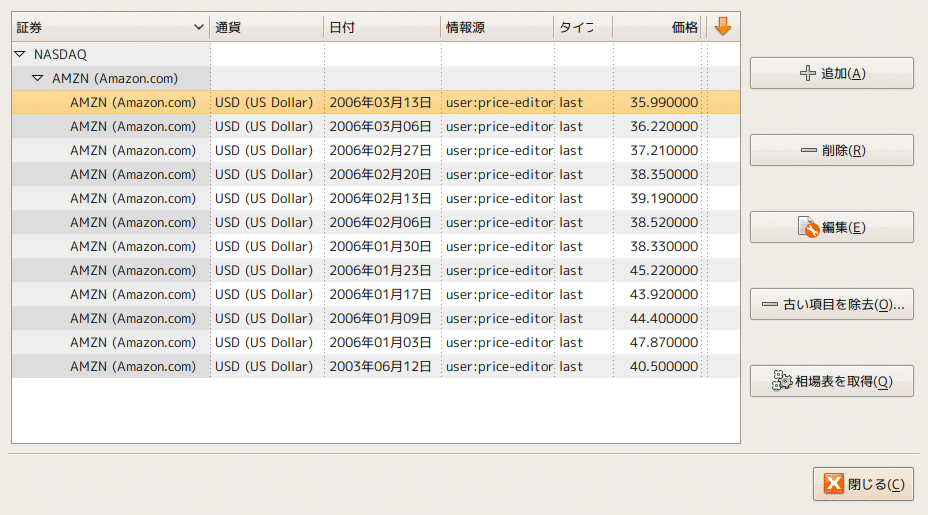 証券 通貨 日付 情報源 タイプ 価格
NASDAQ
AMZN (Amazon.com)
AMZN (Amazon.com) USD (US Dollar) 2006年03月13日 user:price-editor last 35.990000
AMZN (Amazon.com) USD (US Dollar) 2006年03月06日 user:price-editor last 36.220000
AMZN (Amazon.com) USD (US Dollar) 2006年02月27日 user:price-editor last 37.210000
AMZN (Amazon.com) USD (US Dollar) 2006年02月20日 user:price-editor last 38.350000
AMZN (Amazon.com) USD (US Dollar) 2006年02月13日 user:price-editor last 39.190000
AMZN (Amazon.com) USD (US Dollar) 2006年02月06日 user:price-editor last 38.520000
AMZN (Amazon.com) USD (US Dollar) 2006年01月30日 user:price-editor last 38.330000
AMZN (Amazon.com) USD (US Dollar) 2006年01月23日 user:price-editor last 45.220000
AMZN (Amazon.com) USD (US Dollar) 2006年01月17日 user:price-editor last 43.920000
AMZN (Amazon.com) USD (US Dollar) 2006年01月09日 user:price-editor last 44.400000
AMZN (Amazon.com) USD (US Dollar) 2006年01月03日 user:price-editor last 47.870000
AMZN (Amazon.com) USD (US Dollar) 2003年06月12日 user:price-editor last 40.500000
追加(A)
削除(R)
編集(E)
古い項目を除去(O)...
相場表を取得(Q)
閉じる(C)